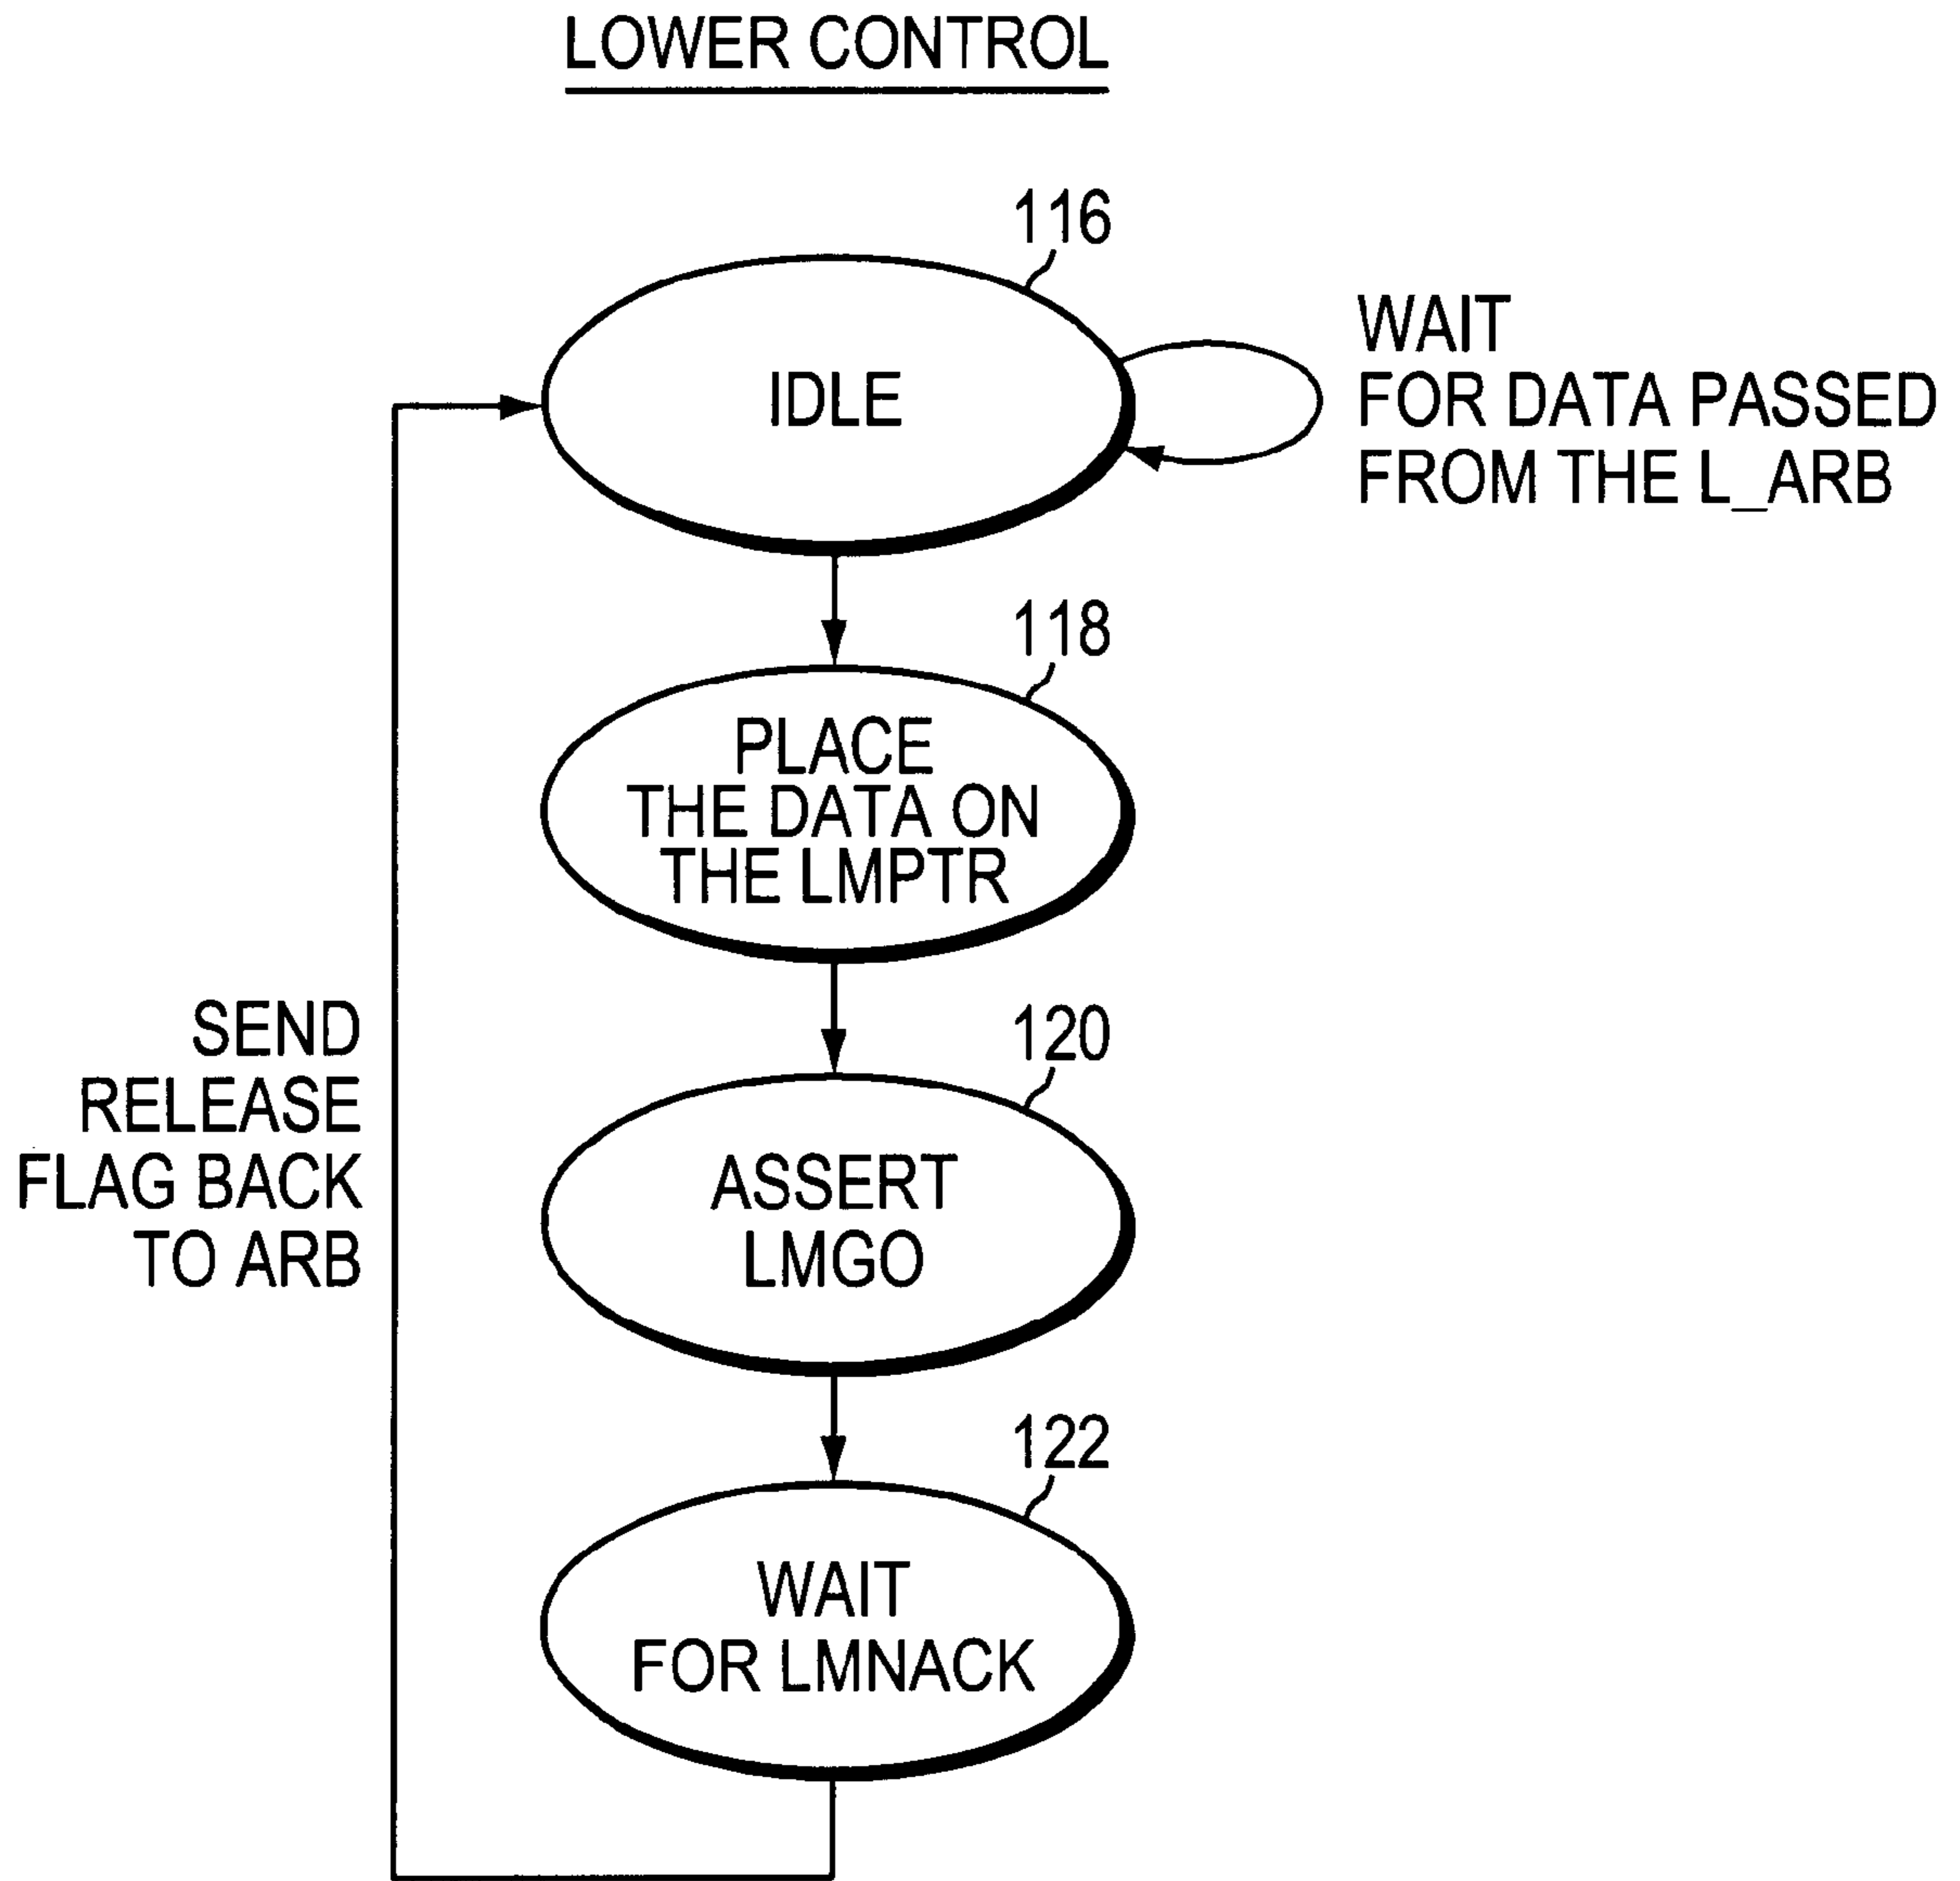 LOWER CONTROL
116
IDLE
WAIT
FOR DATA PASSED
FROM THE L_ARB
118
PLACE
THE DATA ON
THE LMPTR
SEND
RELEASE
FLAG BACK
TO ARB
120
ASSERT
LMGO
122
WAIT
FOR LMNACK